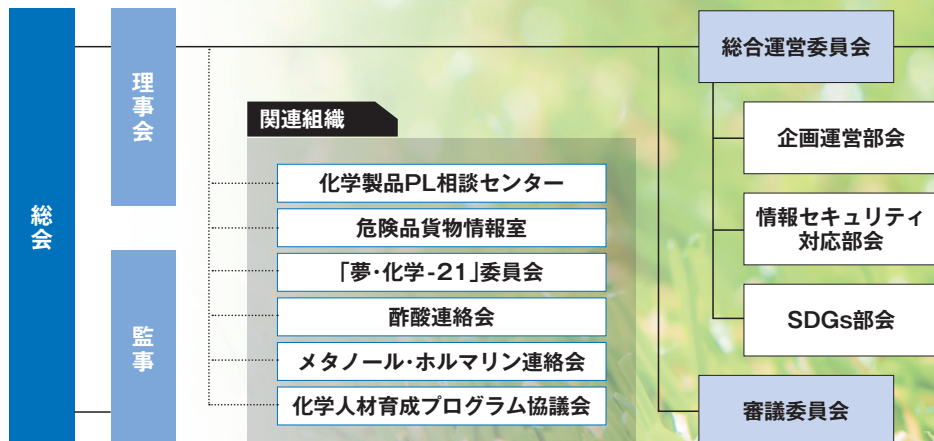 総会
理事会
監事
関連組織
化学製品PL相談センター
危険品貨物情報室
「夢・化学-21」委員会
酢酸連絡会
メタノール・ホルマリン連絡会
化学人材育成プログラム協議会
総合運営委員会
企画運営部会
情報セキュリティ
対応部会
SDGs部会
審議委員会